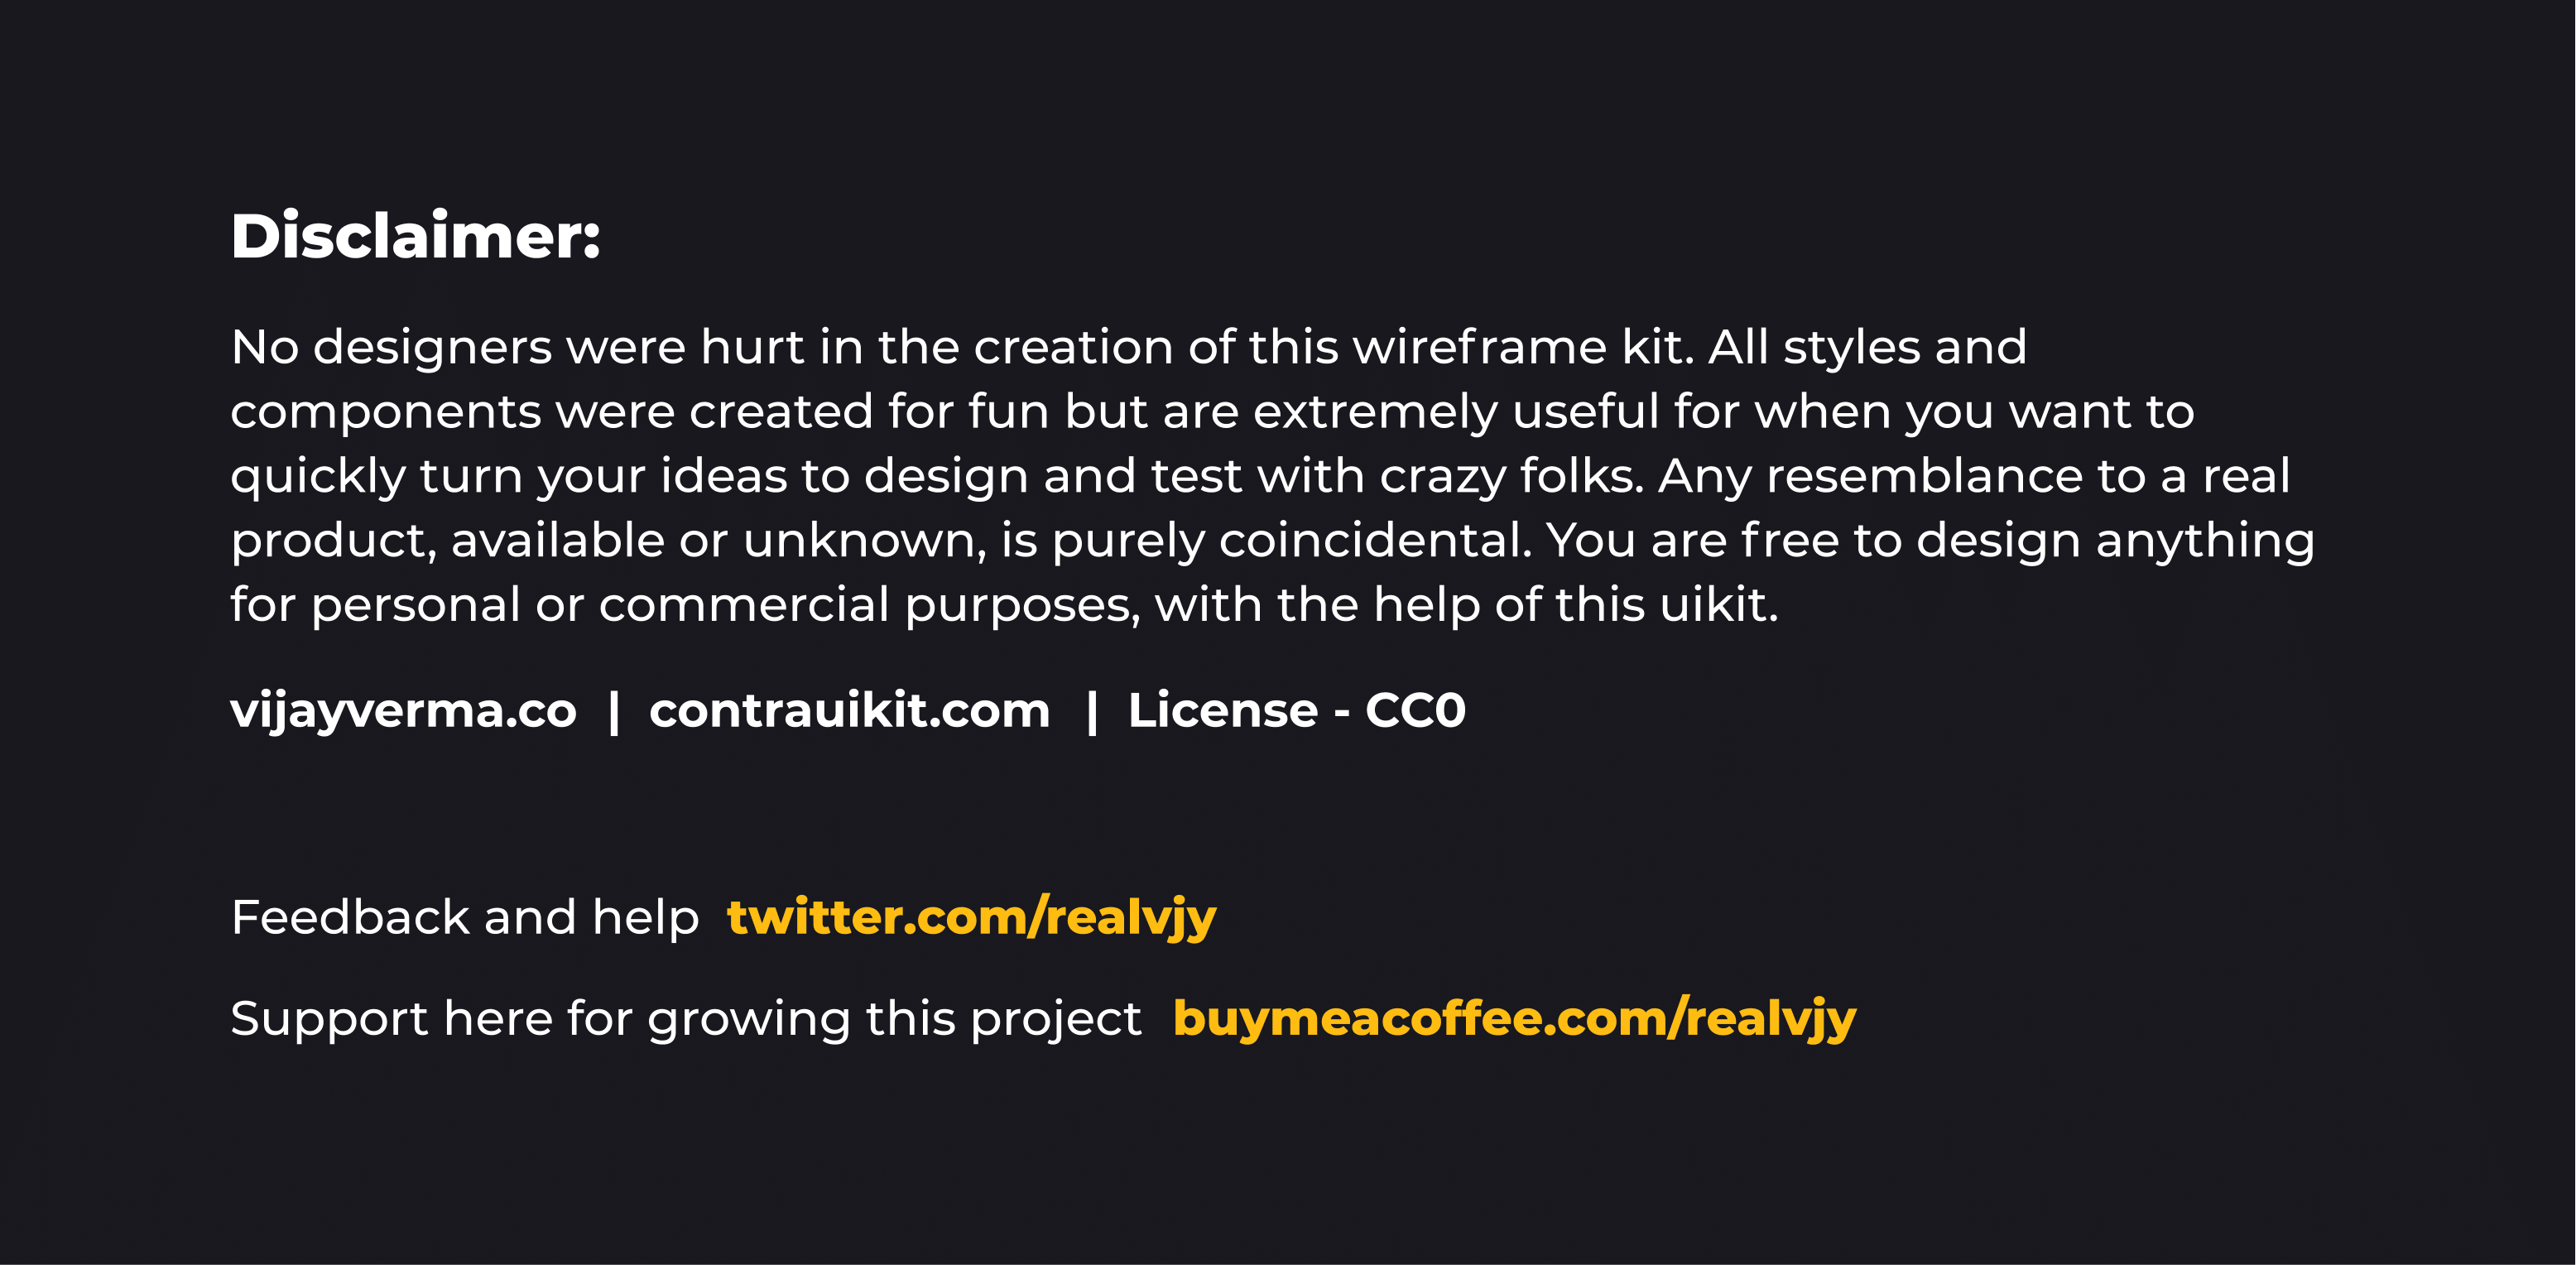 Disclaimer:
No designers were hurt in the creation of this wireframe kit. All styles and
components were created for fun but are extremely useful for when you want to
quickly turn your ideas to design and test with crazy folks. Any resemblance to a real
product, available or unknown, is purely coincidental. You are free to design anything
for personal or commercial purposes, with the help of this uikit.
vijayverma.co | contrauikit.com | License - CC0
Feedback and help twitter.com/realvjy
Support here for growing this project buymeacoffee.com/realvjy